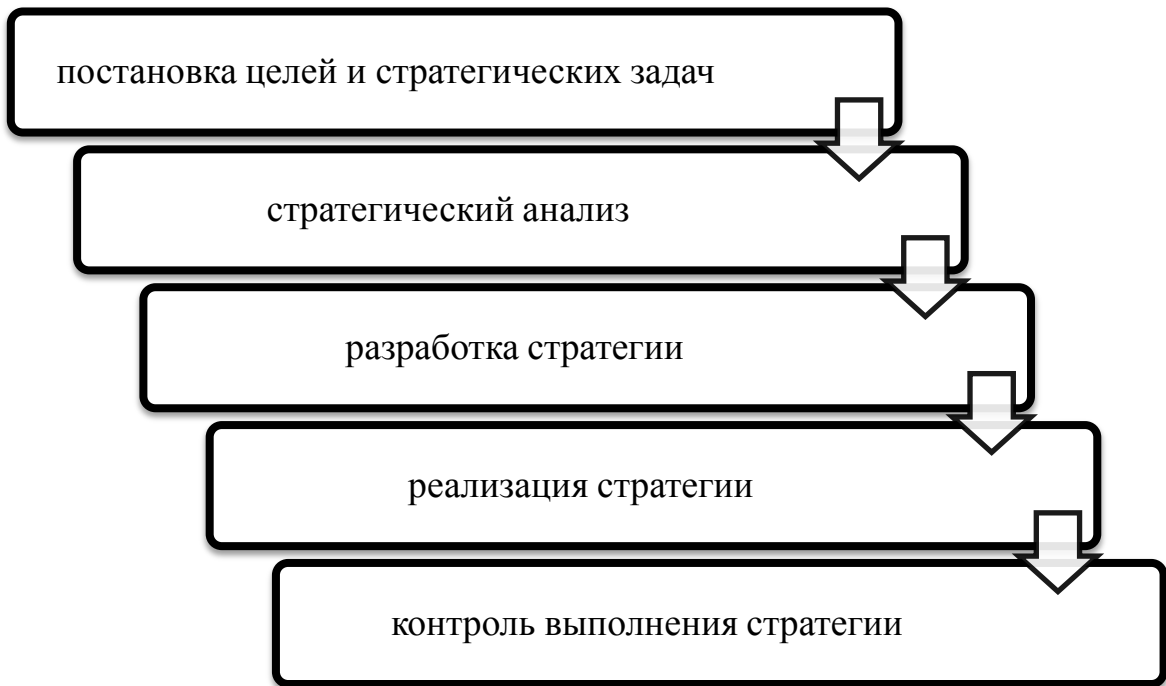 постановка целей и стратегических задач
стратегический анализ
разработка стратегии
реализация стратегии
контроль выполнения стратегии